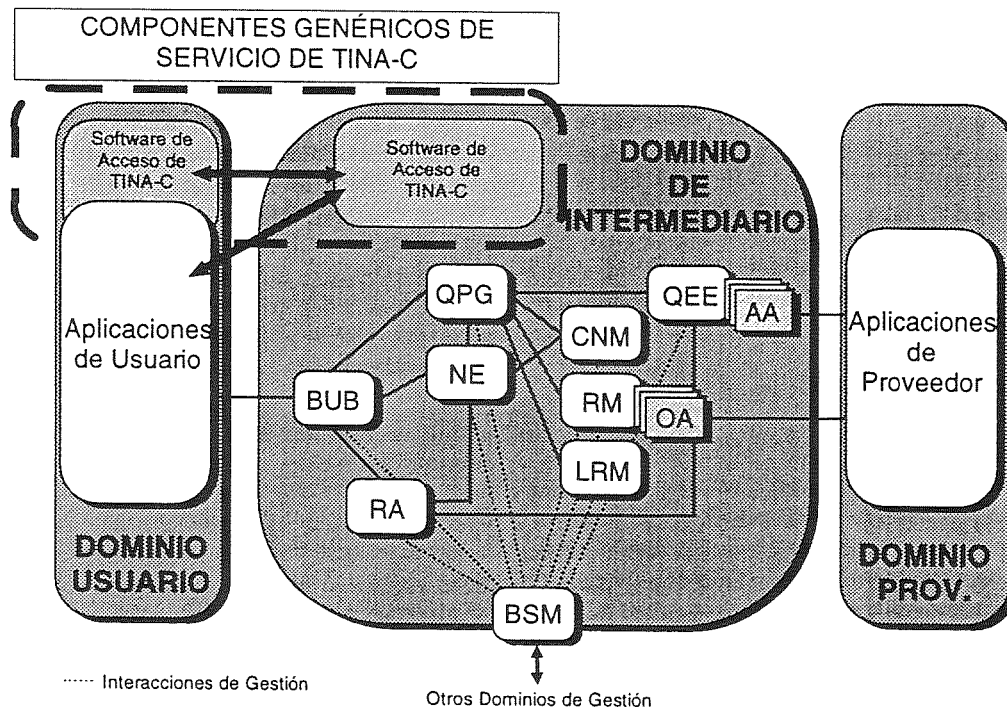 COMPONENTES GENÉRICOS DE
SERVICIO DE TINA-C
Software de
Acceso de
TINA-C
Software de
Acceso de
TINA-C
DOMINIO
DE
INTERMEDIARIO
Aplicaciones
de Usuario
QPG
QEE
AA
CNM
NE
BUB
RM
OA
LRM
RA
BSM
Aplicaciones
de
Proveedor
DOMINIO
USUARIO
DOMINIO
PROV.
Interacciones de Gestión
Otros Dominios de Gestión